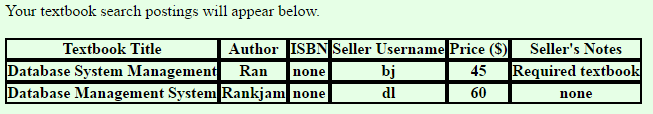 Your textbook search postings will appear below.
Textbook Title Author ISBN Seller Username Price ($) Seller's Notes
Database System Management Ran none bj 45 Required textbook
Database Management System Rankjam none dl 60 none